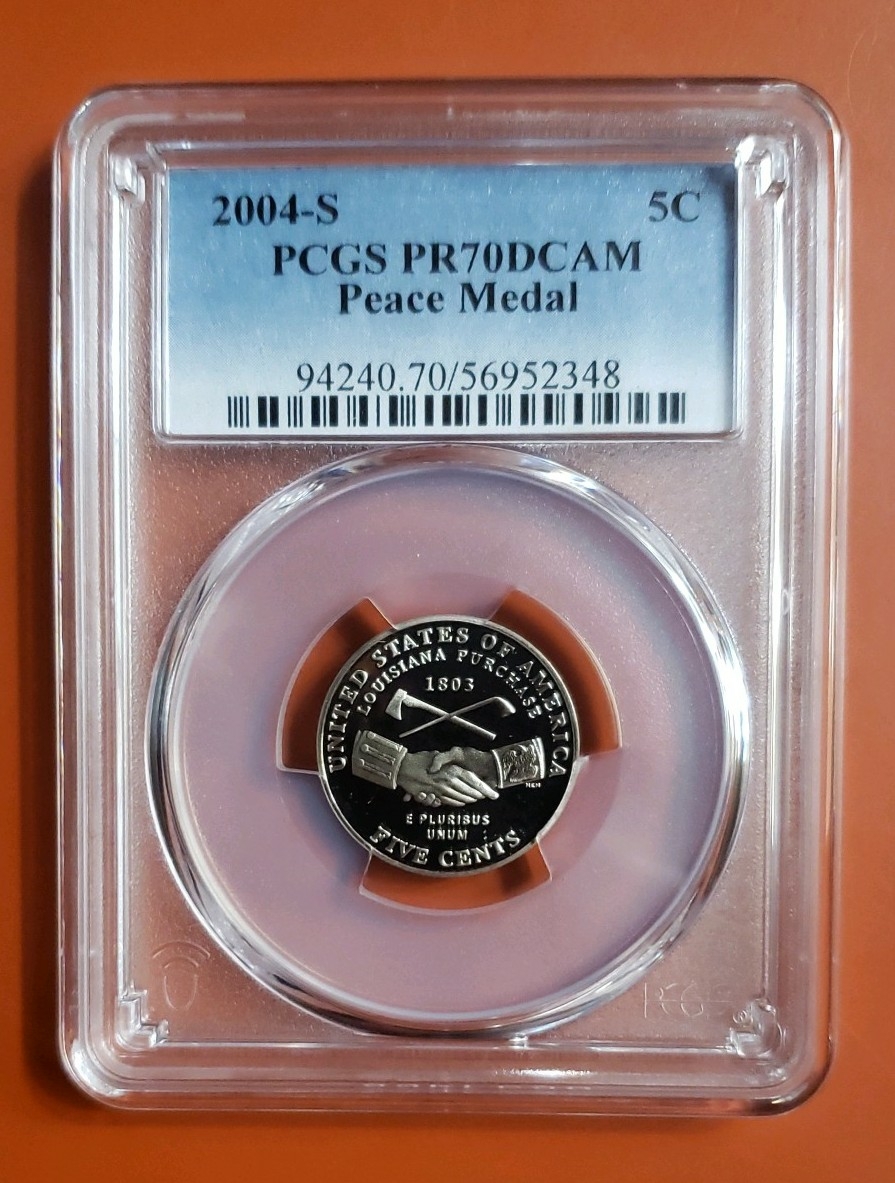 2004-S 5C
PCGS PR70DCAM
Peace Medal
94240.70/56952348
UNITED STATES OF AMERICA
LOUISIANA PURCHASE
1803
E PLURIBUS
UNUM
FIVE CENTS
PCGS